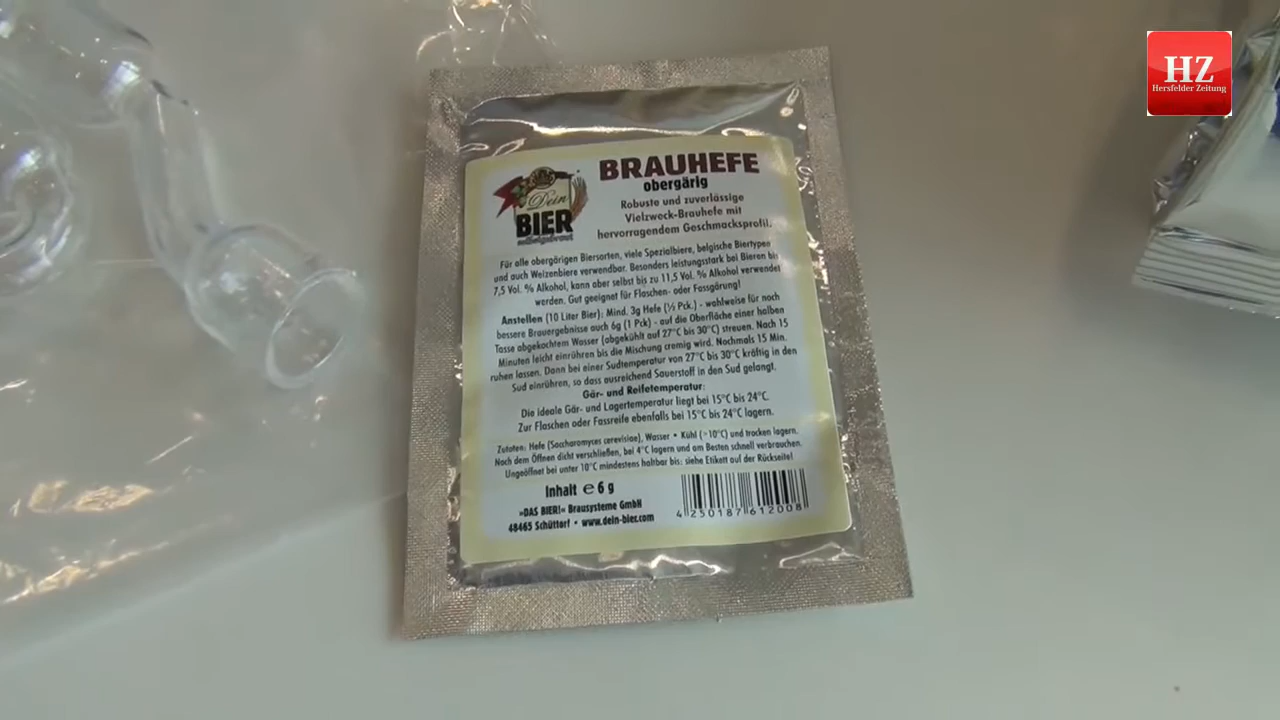 HZ
Hersfelder Zeitung
BRAUHEFE
obergärig
Robuste und zuverlässige
Vielzweck-Brauhefe mit
hervorragendem Geschmacksprofil.
Dein
BIER
selbstgebraut
Für alle obergärigen Biersorten, viele Spezialbiere, belgische Biertypen
und auch Weizenbiere verwendbar. Besonders leistungsstark bei Bieren bis
7,5 Vol. % Alkohol, kann aber selbst bis zu 11,5 Vol. % Alkohol verwendet
werden. Gut geeignet für Flaschen- oder Fassgärung!
Anstellen (10 Liter Bier): Mind. 3g Hefe (½ Pck.) - wahlweise für noch
bessere Brauergebnisse auch 6g (1 Pck) - auf die Oberfläche einer halben
Tasse abgekochtem Wasser (abgekühlt auf 27°C bis 30°C) streuen. Nach 15
Minuten leicht einrühren bis die Mischung cremig wird. Nochmals 15 Min.
ruhen lassen. Dann bei einer Sudtemperatur von 27°C bis 30°C kräftig in den
Sud einrühren, so dass ausreichend Sauerstoff in den Sud gelangt.
Gär- und Reifetemperatur:
Die ideale Gär- und Lagertemperatur liegt bei 15°C bis 24°C.
Zur Flaschen oder Fassreife ebenfalls bei 15°C bis 24°C lagern.
Zutaten: Hefe (Saccharomyces cerevisiae), Wasser • Kühl (>10°C) und trocken lagern.
Nach dem Öffnen dicht verschließen, bei 4°C lagern und am Besten schnell verbrauchen.
Ungeöffnet bei unter 10°C mindestens haltbar bis: siehe Etikett auf der Rückseite!
Inhalt ℮ 6 g
»DAS BIER!« Brausysteme GmbH
48465 Schüttorf • www.dein-bier.com
4 250187 612008